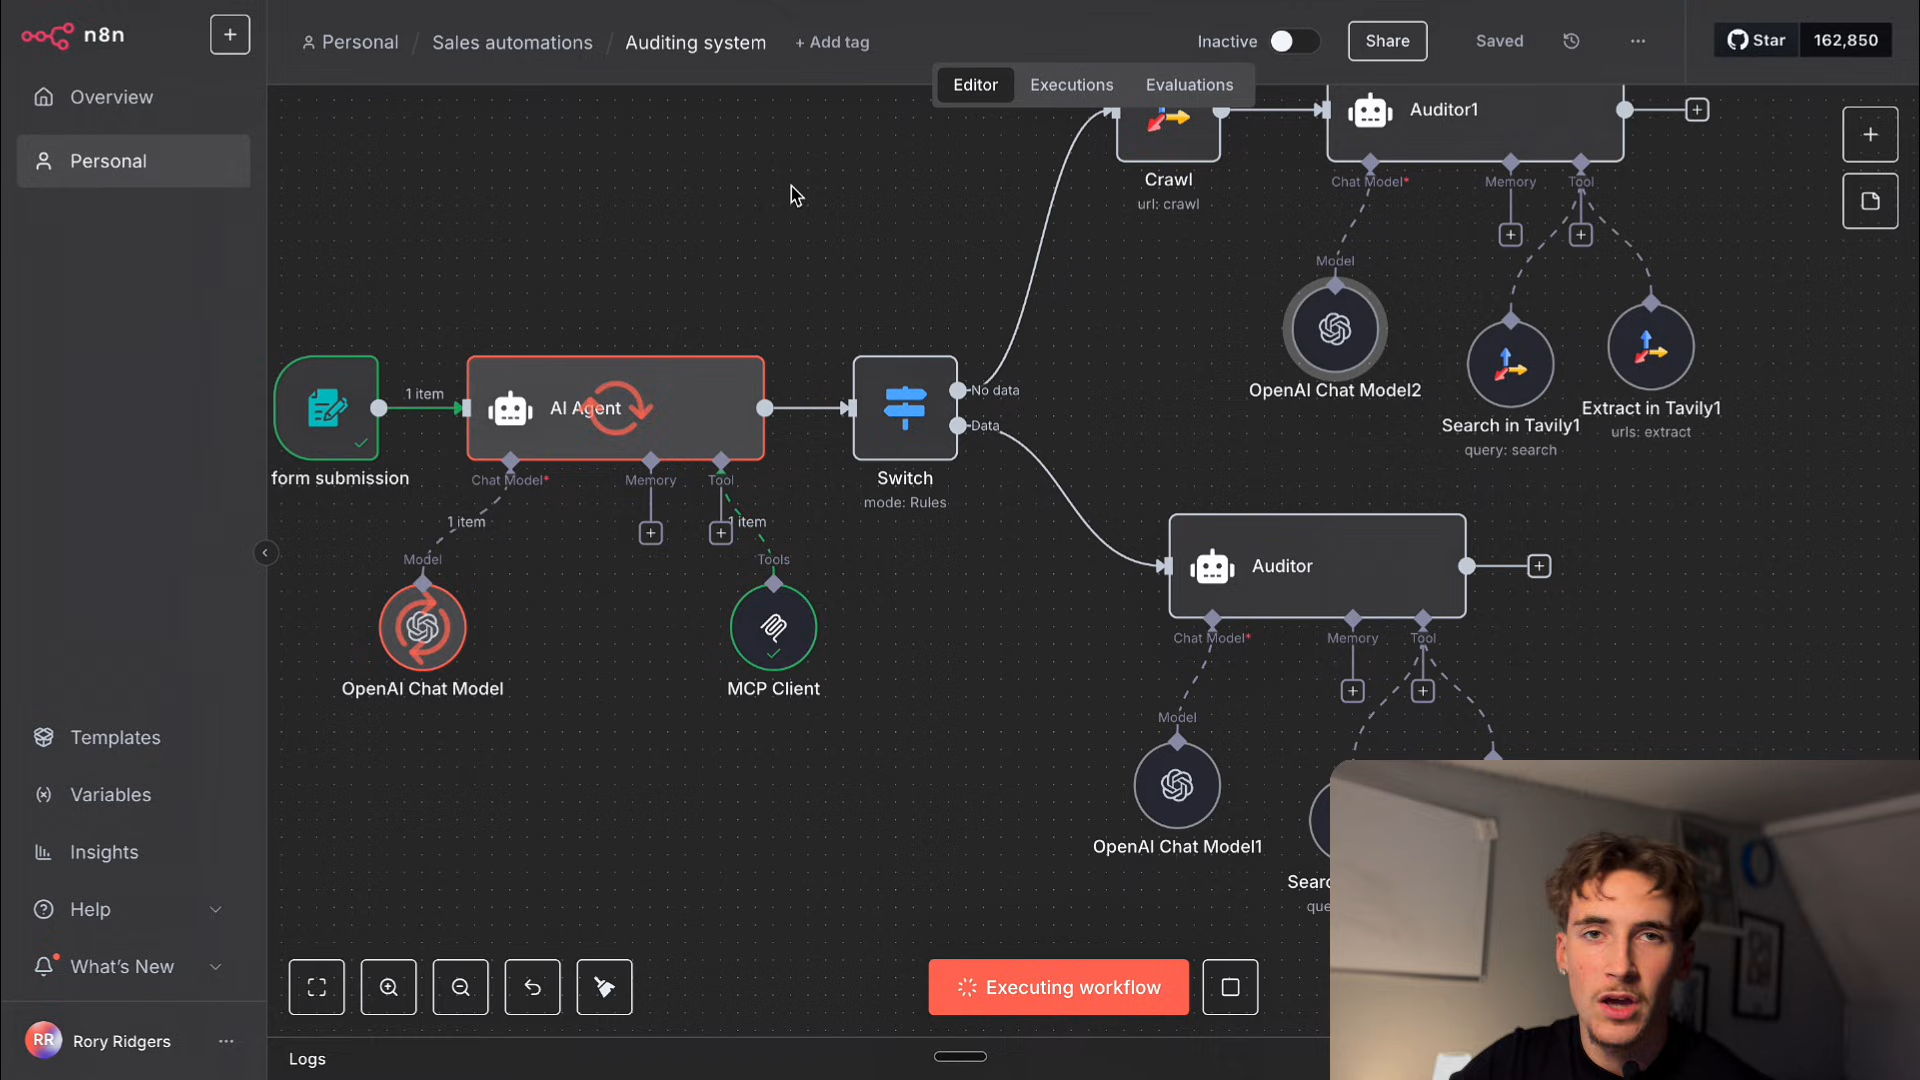 n8n
Personal / Sales automations / Auditing system + Add tag
Inactive
Share
Saved
Star 162,850
Editor Executions Evaluations
Overview
Personal
Auditor1
Crawl
url: crawl
Chat Model*
Memory
Tool
Model
OpenAI Chat Model2
Search in Tavily1
query: search
Extract in Tavily1
urls: extract
1 item
AI Agent
No data
Data
form submission
Chat Model*
Memory
Tool
Switch
mode: Rules
1 item
1 item
Model
Tools
OpenAI Chat Model
MCP Client
Auditor
Chat Model*
Memory
Tool
Model
OpenAI Chat Model1
Templates
Variables
Insights
Help
What's New
Executing workflow
RR Rory Ridgers
Logs